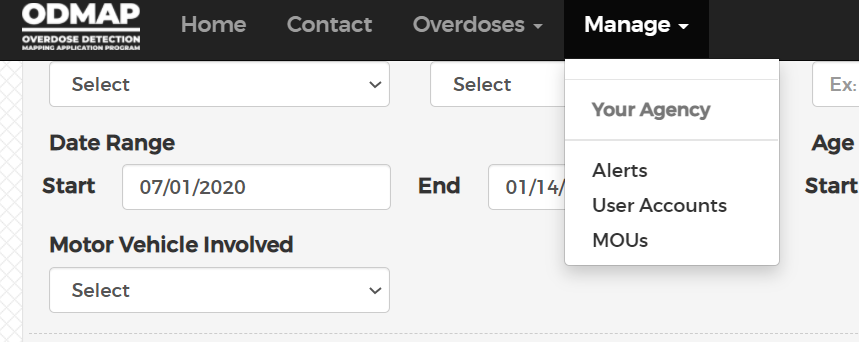 ODMAP
OVERDOSE DETECTION
MAPPING APPLICATION PROGRAM
Home Contact Overdoses Manage
Select Select Ex:
Your Agency
Date Range Age
Start 07/01/2020 End 01/14/ Start
Alerts
User Accounts
MOUs
Motor Vehicle Involved
Select